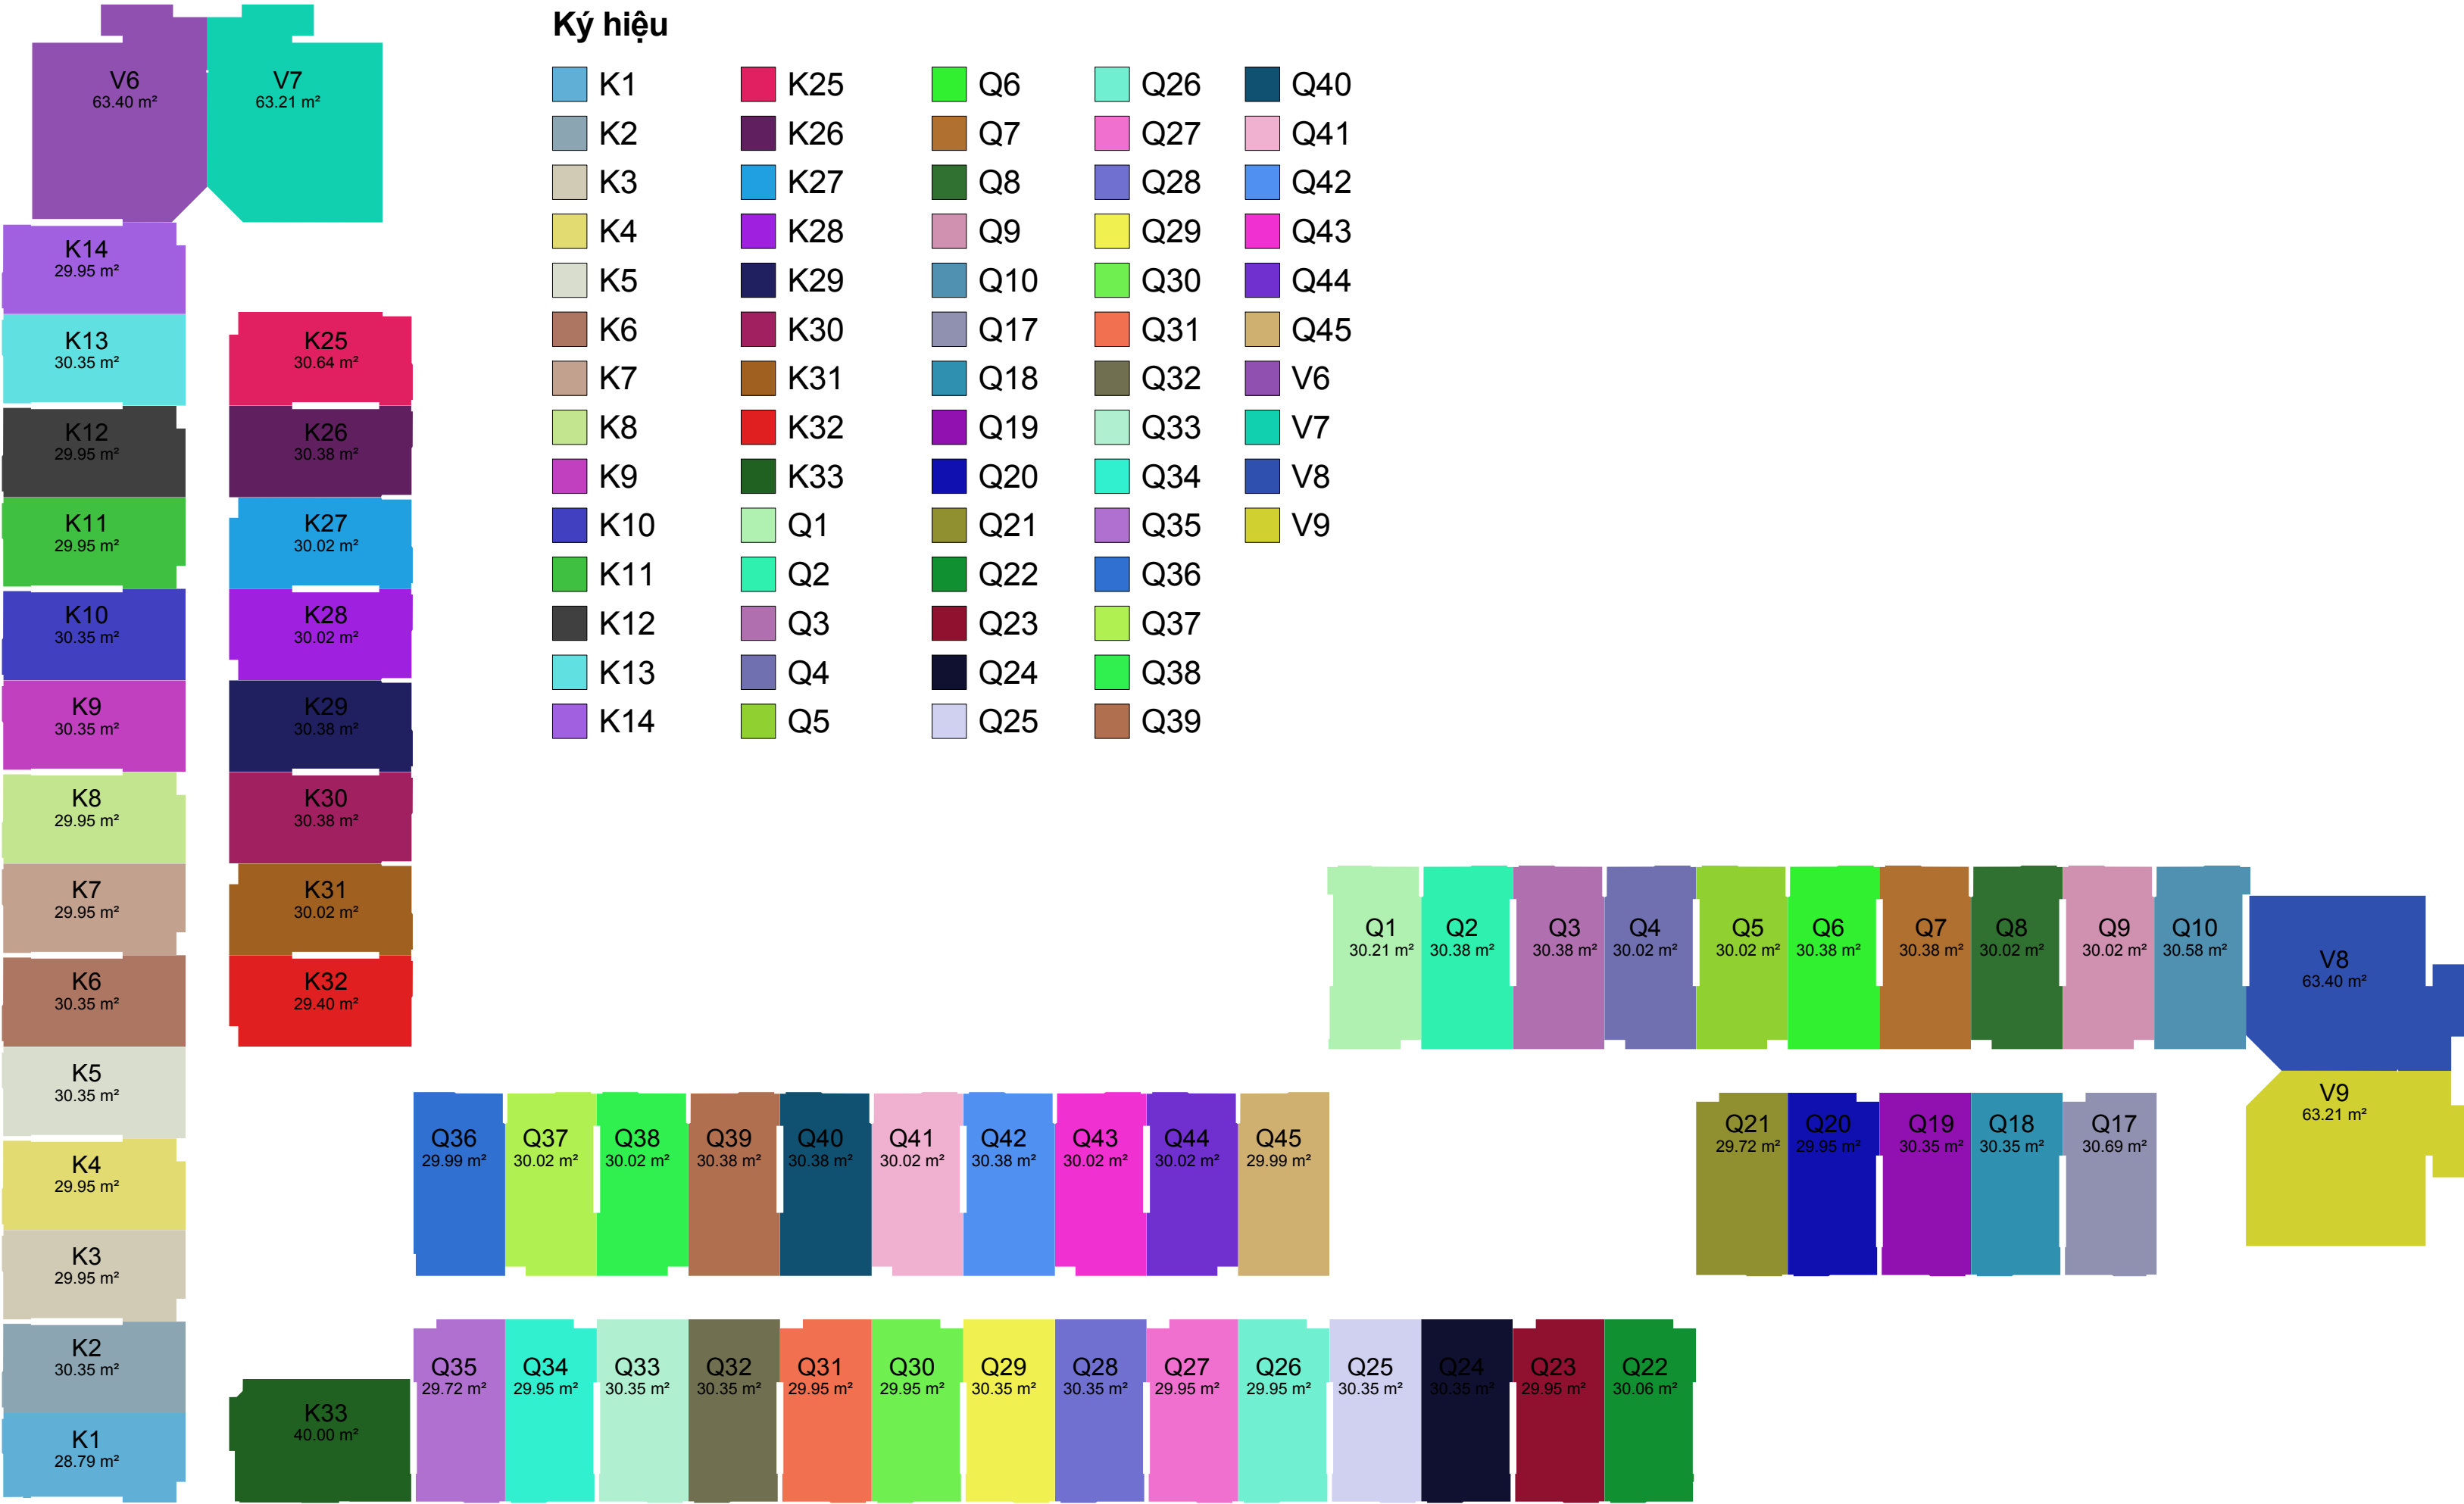 Ký hiệu
K1
K2
K3
K4
K5
K6
K7
K8
K9
K10
K11
K12
K13
K14
K25
K26
K27
K28
K29
K30
K31
K32
K33
Q1
Q2
Q3
Q4
Q5
Q6
Q7
Q8
Q9
Q10
Q17
Q18
Q19
Q20
Q21
Q22
Q23
Q24
Q25
Q26
Q27
Q28
Q29
Q30
Q31
Q32
Q33
Q34
Q35
Q36
Q37
Q38
Q39
Q40
Q41
Q42
Q43
Q44
Q45
V6
V7
V8
V9
V6
63.40 m²
V7
63.21 m²
K14
29.95 m²
K13
30.35 m²
K12
29.95 m²
K11
29.95 m²
K10
30.35 m²
K9
30.35 m²
K8
29.95 m²
K7
29.95 m²
K6
30.35 m²
K5
30.35 m²
K4
29.95 m²
K3
29.95 m²
K2
30.35 m²
K1
28.79 m²
K25
30.64 m²
K26
30.38 m²
K27
30.02 m²
K28
30.02 m²
K29
30.38 m²
K30
30.38 m²
K31
30.02 m²
K32
29.40 m²
K33
40.00 m²
Q1
30.21 m²
Q2
30.38 m²
Q3
30.38 m²
Q4
30.02 m²
Q5
30.02 m²
Q6
30.38 m²
Q7
30.38 m²
Q8
30.02 m²
Q9
30.02 m²
Q10
30.58 m²
V8
63.40 m²
V9
63.21 m²
Q36
29.99 m²
Q37
30.02 m²
Q38
30.02 m²
Q39
30.38 m²
Q40
30.38 m²
Q41
30.02 m²
Q42
30.38 m²
Q43
30.02 m²
Q44
30.02 m²
Q45
29.99 m²
Q21
29.72 m²
Q20
29.95 m²
Q19
30.35 m²
Q18
30.35 m²
Q17
30.69 m²
Q35
29.72 m²
Q34
29.95 m²
Q33
30.35 m²
Q32
30.35 m²
Q31
29.95 m²
Q30
29.95 m²
Q29
30.35 m²
Q28
30.35 m²
Q27
29.95 m²
Q26
29.95 m²
Q25
30.35 m²
Q24
30.35 m²
Q23
29.95 m²
Q22
30.06 m²